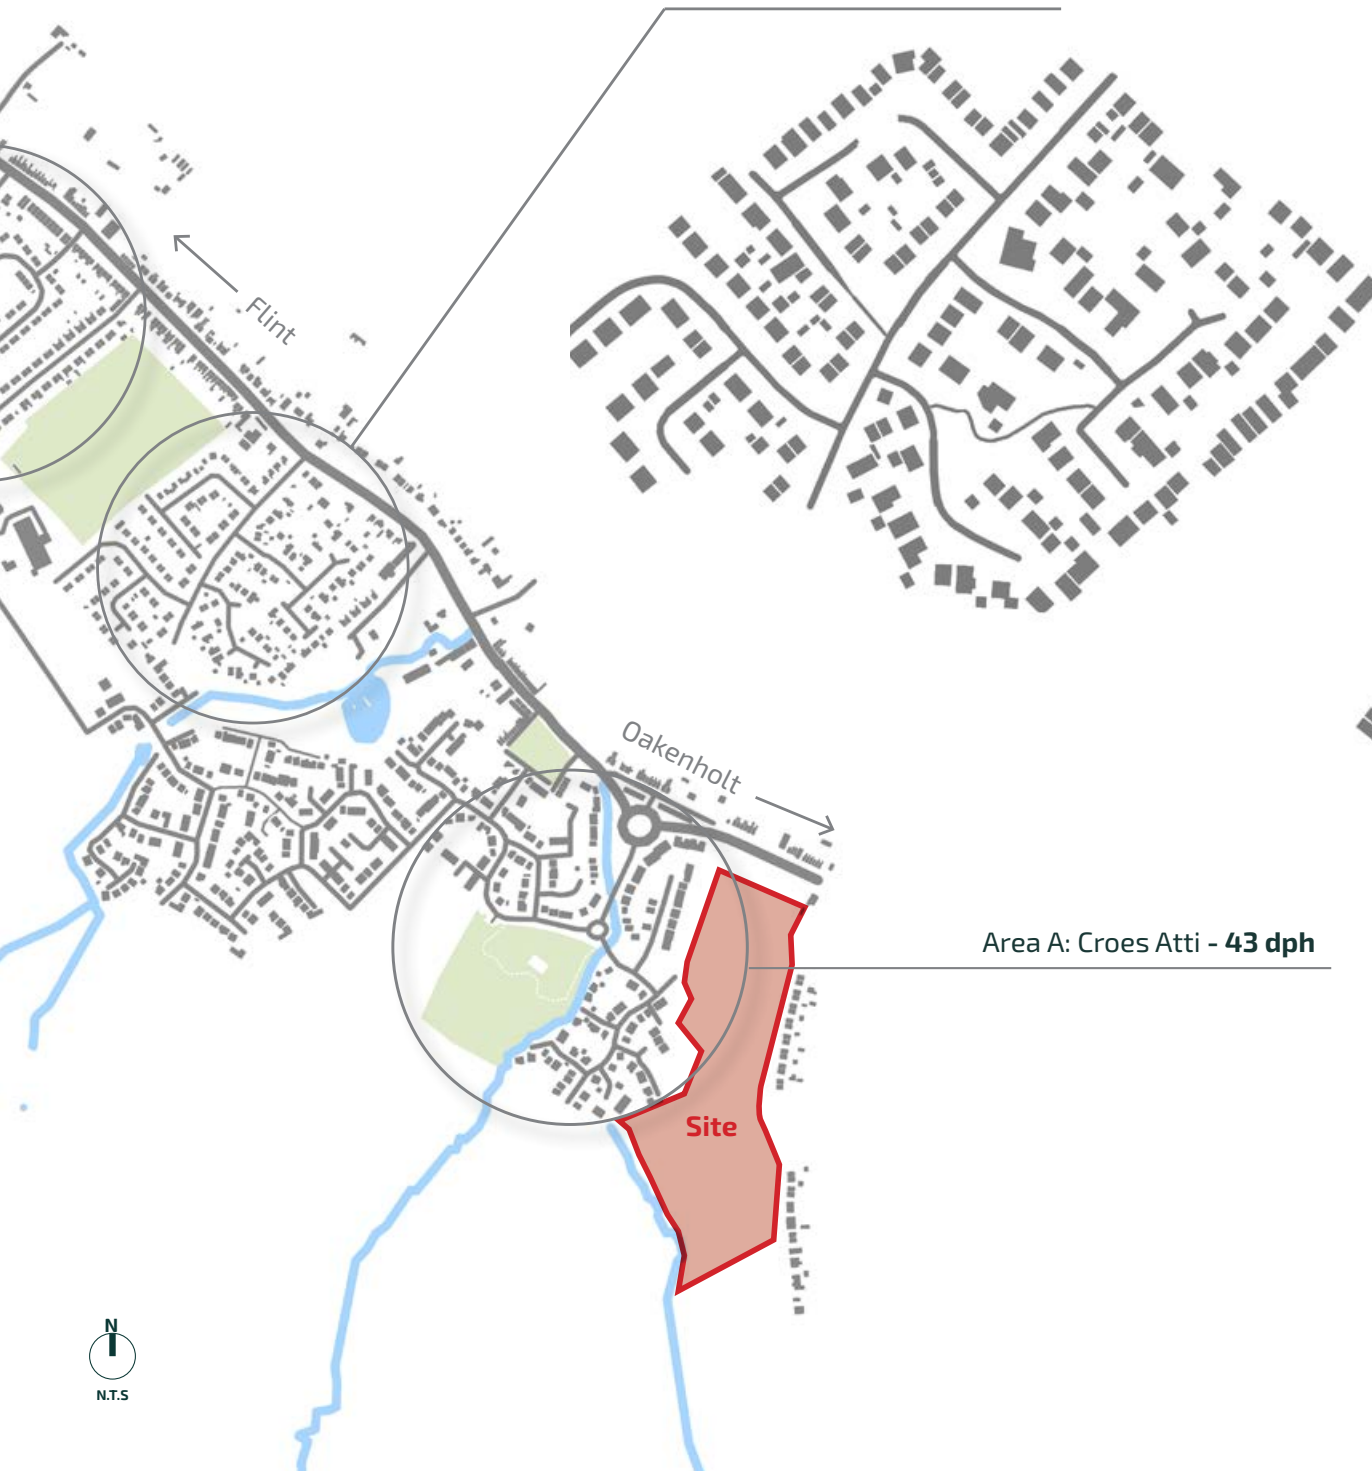 Flint
Oakenholt
Area A: Croes Atti - 43 dph
Site
N
N.T.S